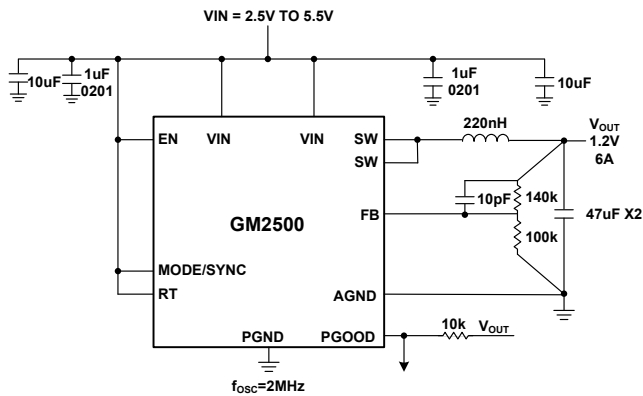 VIN = 2.5V TO 5.5V
10uF
1uF
0201
1uF
0201
10uF
EN
VIN
VIN
SW
SW
220nH
VOUT
1.2V
6A
10pF
140k
47uF X2
FB
GM2500
100k
MODE/SYNC
RT
AGND
10k
VOUT
PGND
PGOOD
fOSC=2MHz